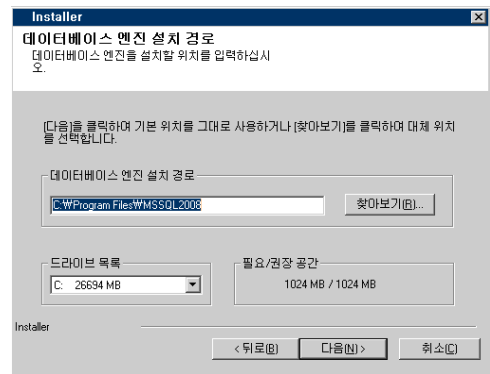 Installer
데이터베이스 엔진 설치 경로
데이터베이스 엔진을 설치할 위치를 입력하십시
오.
[다음]을 클릭하여 기본 위치를 그대로 사용하거나 [찾아보기]를 클릭하여 대체 위치
를 선택합니다.
데이터베이스 엔진 설치 경로
C:₩Program Files₩MSSQL2008
찾아보기(R)...
드라이브 목록
필요/권장 공간
C: 26694 MB
1024 MB / 1024 MB
Installer
< 뒤로(B) 다음(N) > 취소(C)